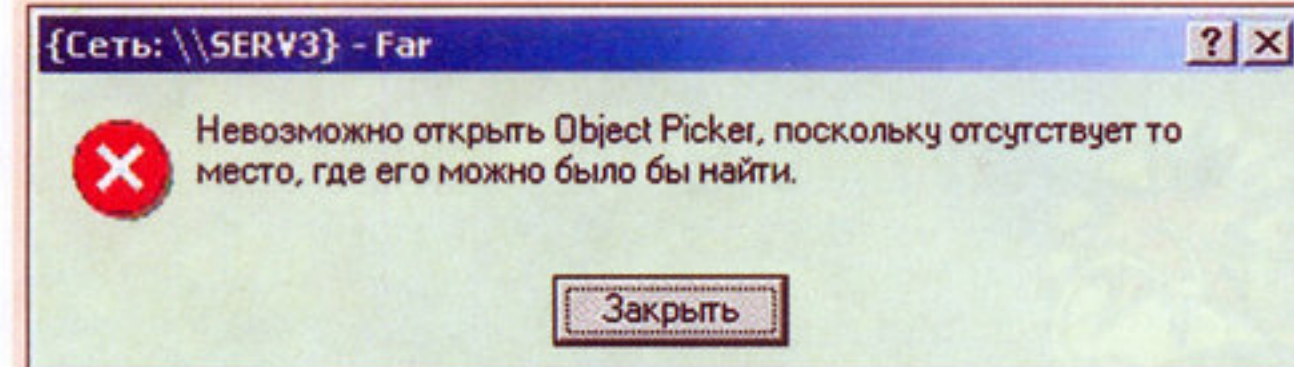 {Сеть: \\SERV3} - Far
Невозможно открыть Object Picker, поскольку отсутствует то
место, где его можно было бы найти.
Закрыть